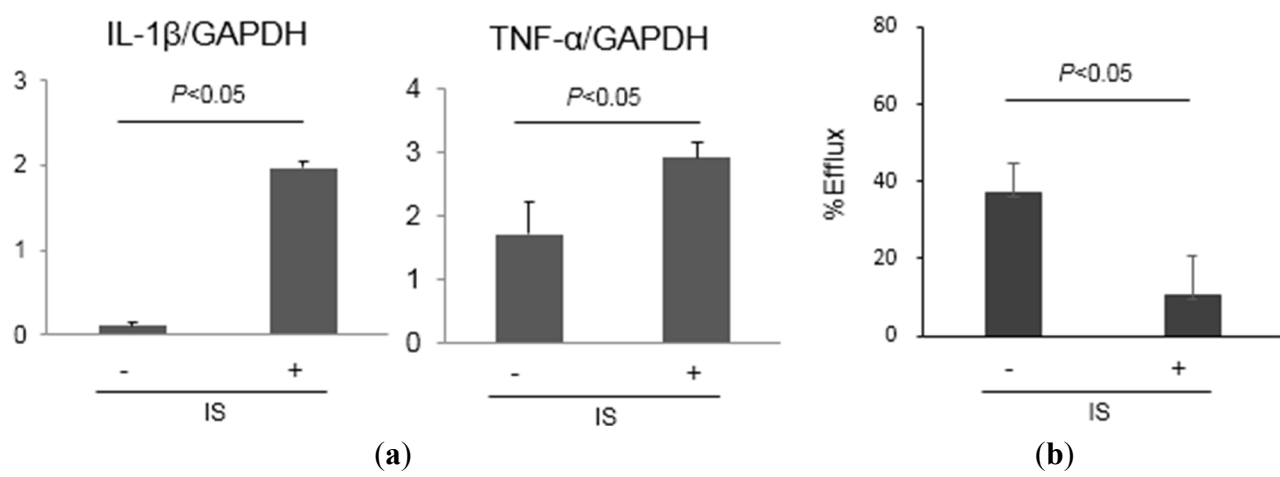 IL-1β/GAPDH
3
2
1
0
P<0.05
- +
IS
TNF-α/GAPDH
4
3
2
1
0
P<0.05
- +
IS
(a)
%Efflux
80
60
40
20
0
P<0.05
- +
IS
(b)